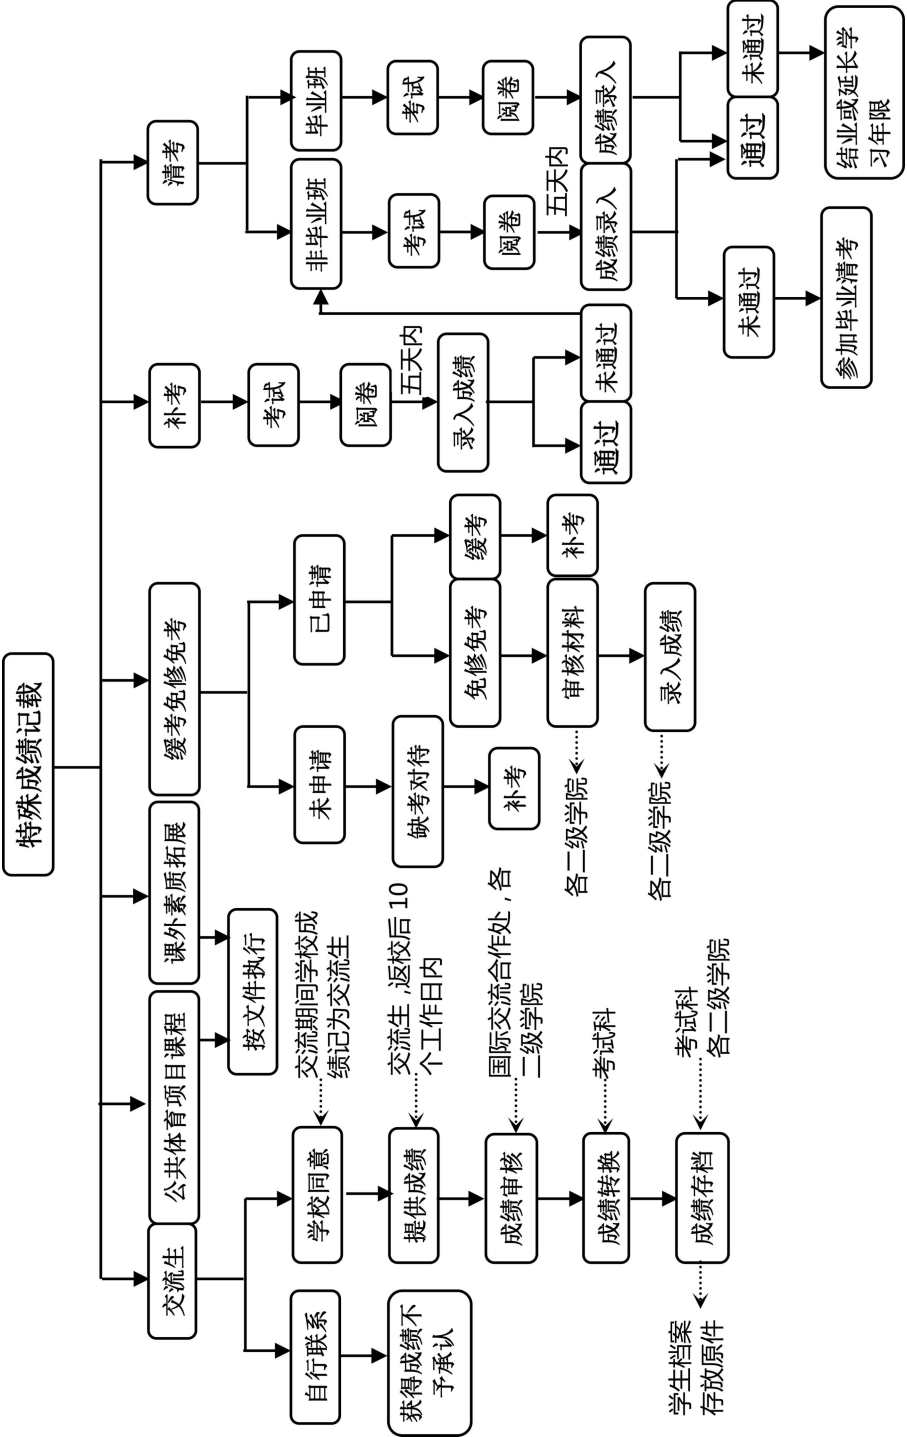 特殊成绩记载
交流生
公共体育项目课程
课外素质拓展
缓考免修免考
补考
清考
自行联系
获得成绩不
予承认
学校同意
交流期间学校成
绩记为交流生
提供成绩
交流生,返校后 10
个工作日内
成绩审核
国际交流合作处,各
二级学院
成绩转换
考试科
成绩存档
考试科
各二级学院
学生档案
存放原件
按文件执行
未申请
缺考对待
补考
已申请
免修免考
审核材料
各二级学院
录入成绩
各二级学院
缓考
补考
考试
阅卷
五天内
录入成绩
通过
未通过
非毕业班
考试
阅卷
五天内
成绩录入
未通过
参加毕业清考
毕业班
考试
阅卷
成绩录入
通过
未通过
结业或延长学
习年限